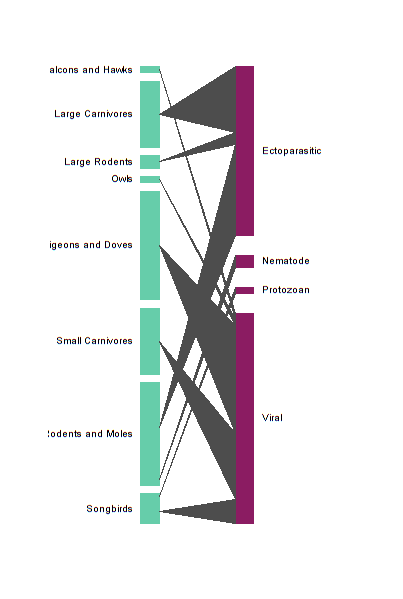 alcons and Hawks
Large Carnivores
Large Rodents
Owls
igeons and Doves
Small Carnivores
Rodents and Moles
Songbirds
Ectoparasitic
Nematode
Protozoan
Viral